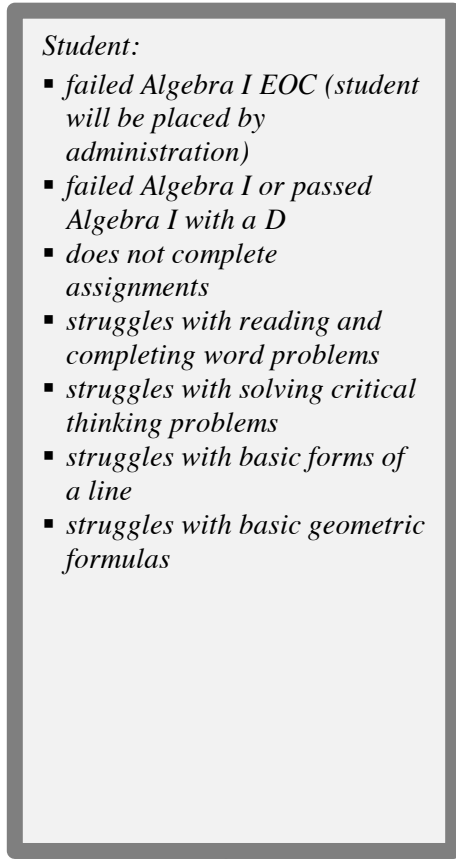 Student:
▪ failed Algebra I EOC (student
will be placed by
administration)
▪ failed Algebra I or passed
Algebra I with a D
▪ does not complete
assignments
▪ struggles with reading and
completing word problems
▪ struggles with solving critical
thinking problems
▪ struggles with basic forms of
a line
▪ struggles with basic geometric
formulas